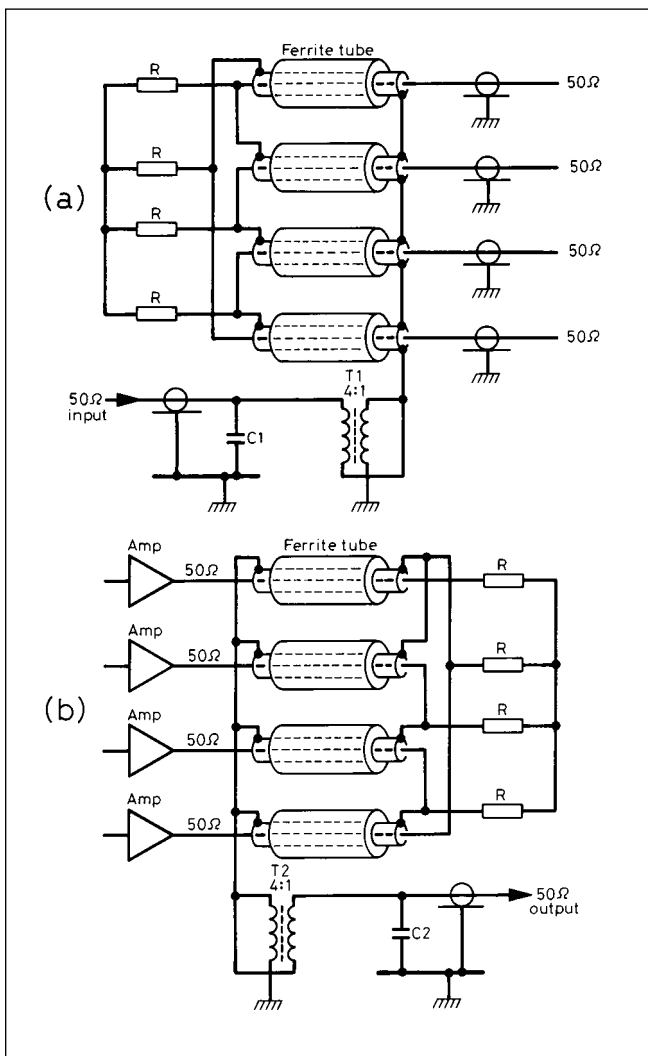 Ferrite tube
R
50Ω
R
50Ω
(a)
R
50Ω
R
50Ω
T1
4:1
50Ω
input
C1
Amp
50Ω
Ferrite tube
R
Amp
50Ω
R
(b)
Amp
50Ω
R
Amp
50Ω
R
T2
4:1
50Ω
output
C2